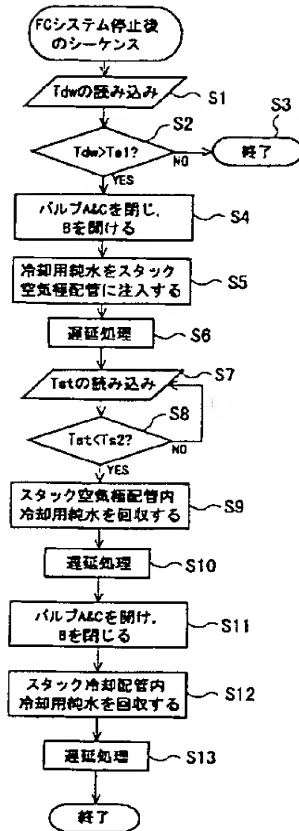 FCシステム停止後
のシーケンス
Tdwの読み込み
S1
S2
S3
Tdw>Ts1?
NO
終了
YES
バルブA&Cを閉じ,
Bを開ける
S4
冷却用純水をスタック
空気極配管に注入する
S5
遅延処理
S6
S7
Tstの読み込み
S8
Tst<Ts2?
NO
YES
スタック空気極配管内
冷却用純水を回収する
S9
遅延処理
S10
バルブA&Cを開け,
Bを閉じる
S11
スタック冷却配管内
冷却用純水を回収する
S12
遅延処理
S13
終了